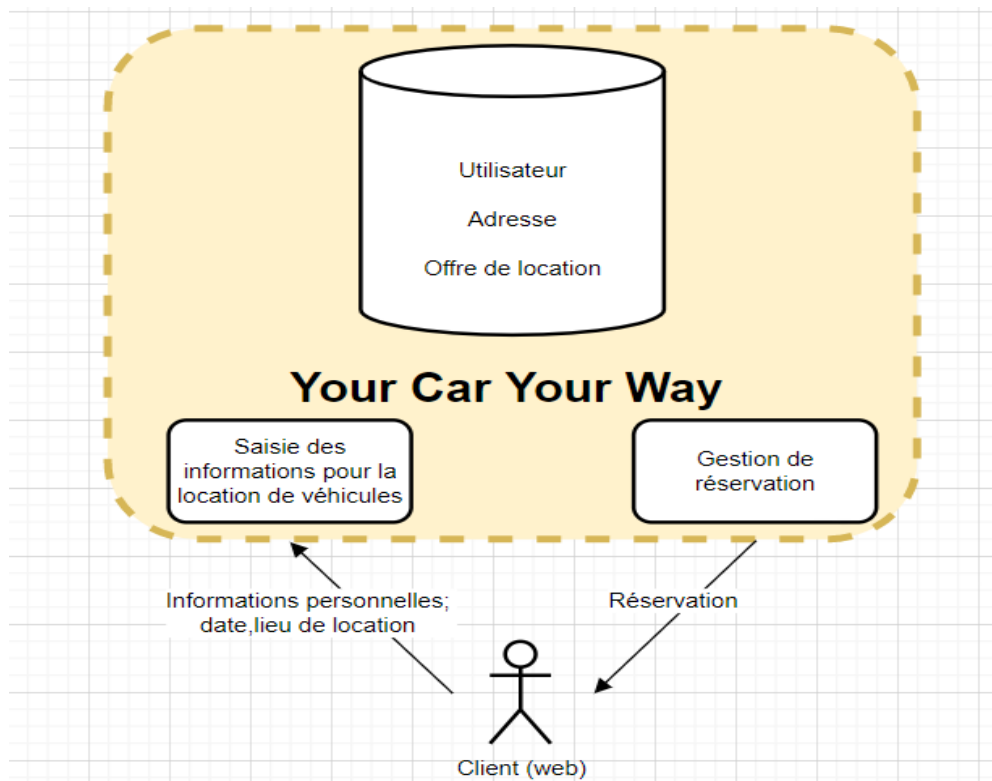 Utilisateur
Adresse
Offre de location
Your Car Your Way
Saisie des
informations pour la
location de véhicules
Gestion de
réservation
Informations personnelles;
date,lieu de location
Réservation
Client (web)